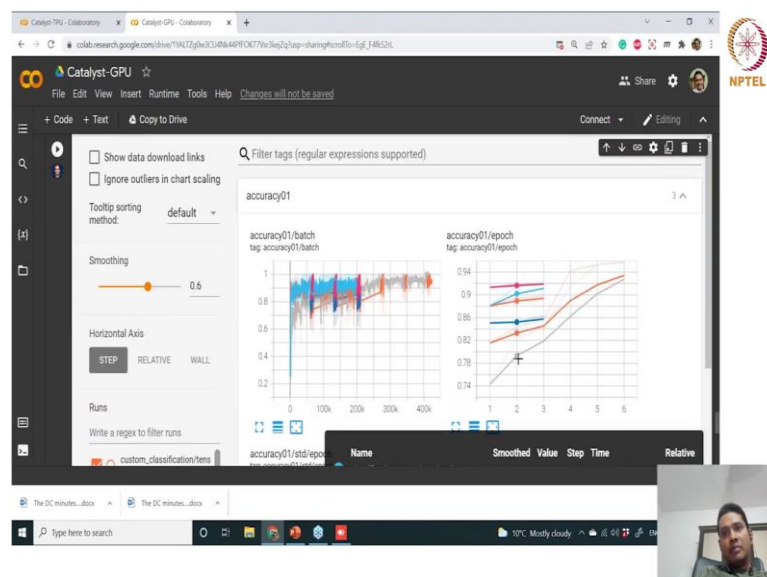 Catalyst-TPU - Colaboratory
Catalyst-GPU - Colaboratory
NPTEL
Catalyst-GPU
Share
File Edit View Insert Runtime Tools Help Changes will not be saved
+ Code + Text Copy to Drive
Connect
Editing
Show data download links
Ignore outliers in chart scaling
Tooltip sorting
method:
default
Smoothing
0.6
Horizontal Axis
STEP RELATIVE WALL
Runs
Write a regex to filter runs
custom_classification/tens
Filter tags (regular expressions supported)
accuracy01
3
accuracy01/batch
tag: accuracy01/batch
1
0.8
0.6
0.4
0.2
0 100k 200k 300k 400k
accuracy01/epoch
tag: accuracy01/epoch
0.94
0.9
0.86
0.82
0.78
0.74
1 2 3 4 5 6
accuracy01/std/epoc
Name Smoothed Value Step Time Relative
The DC minutes...docx
The DC minutes...docx
Type here to search
10°C Mostly cloudy